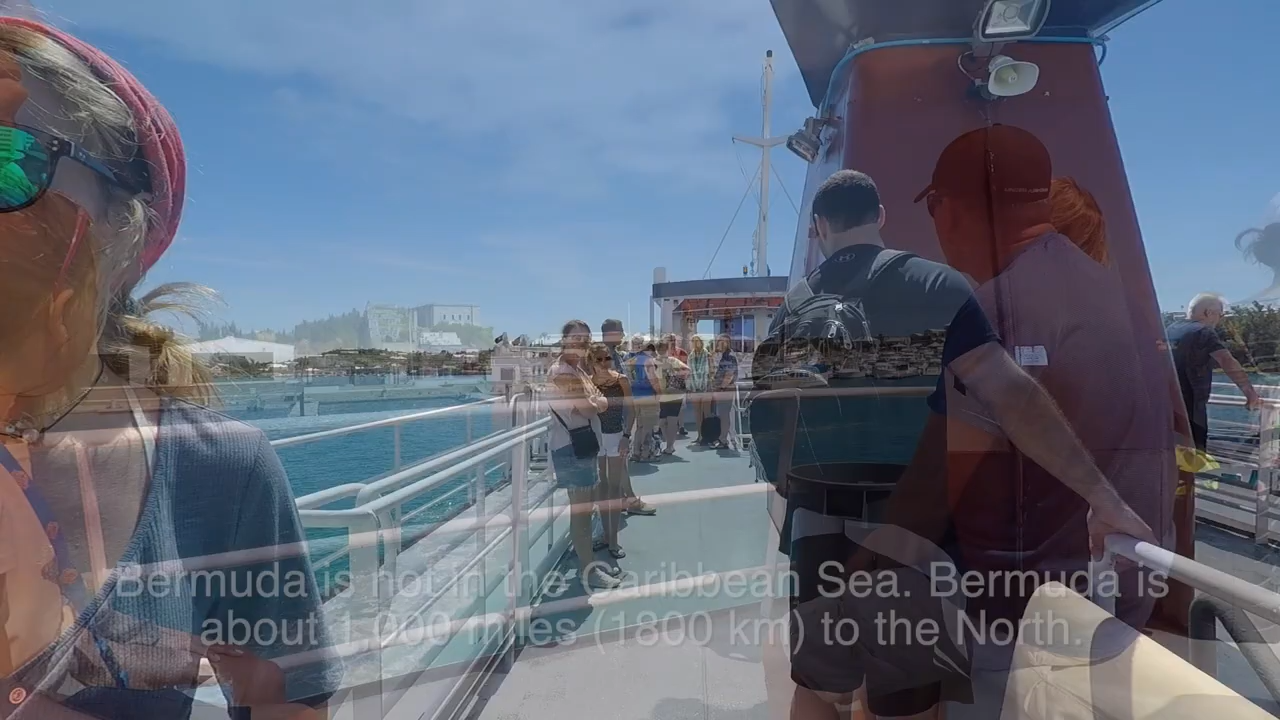 Bermuda is not in the Caribbean Sea. Bermuda is
about 1,000 miles (1800 km) to the North.